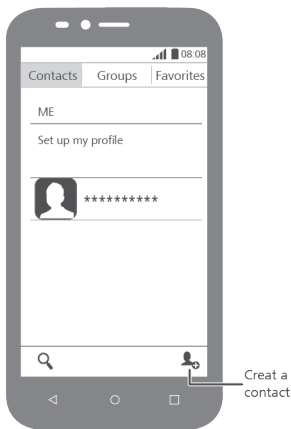 08:08
Contacts Groups Favorites
ME
Set up my profile
**********
Creat a
contact